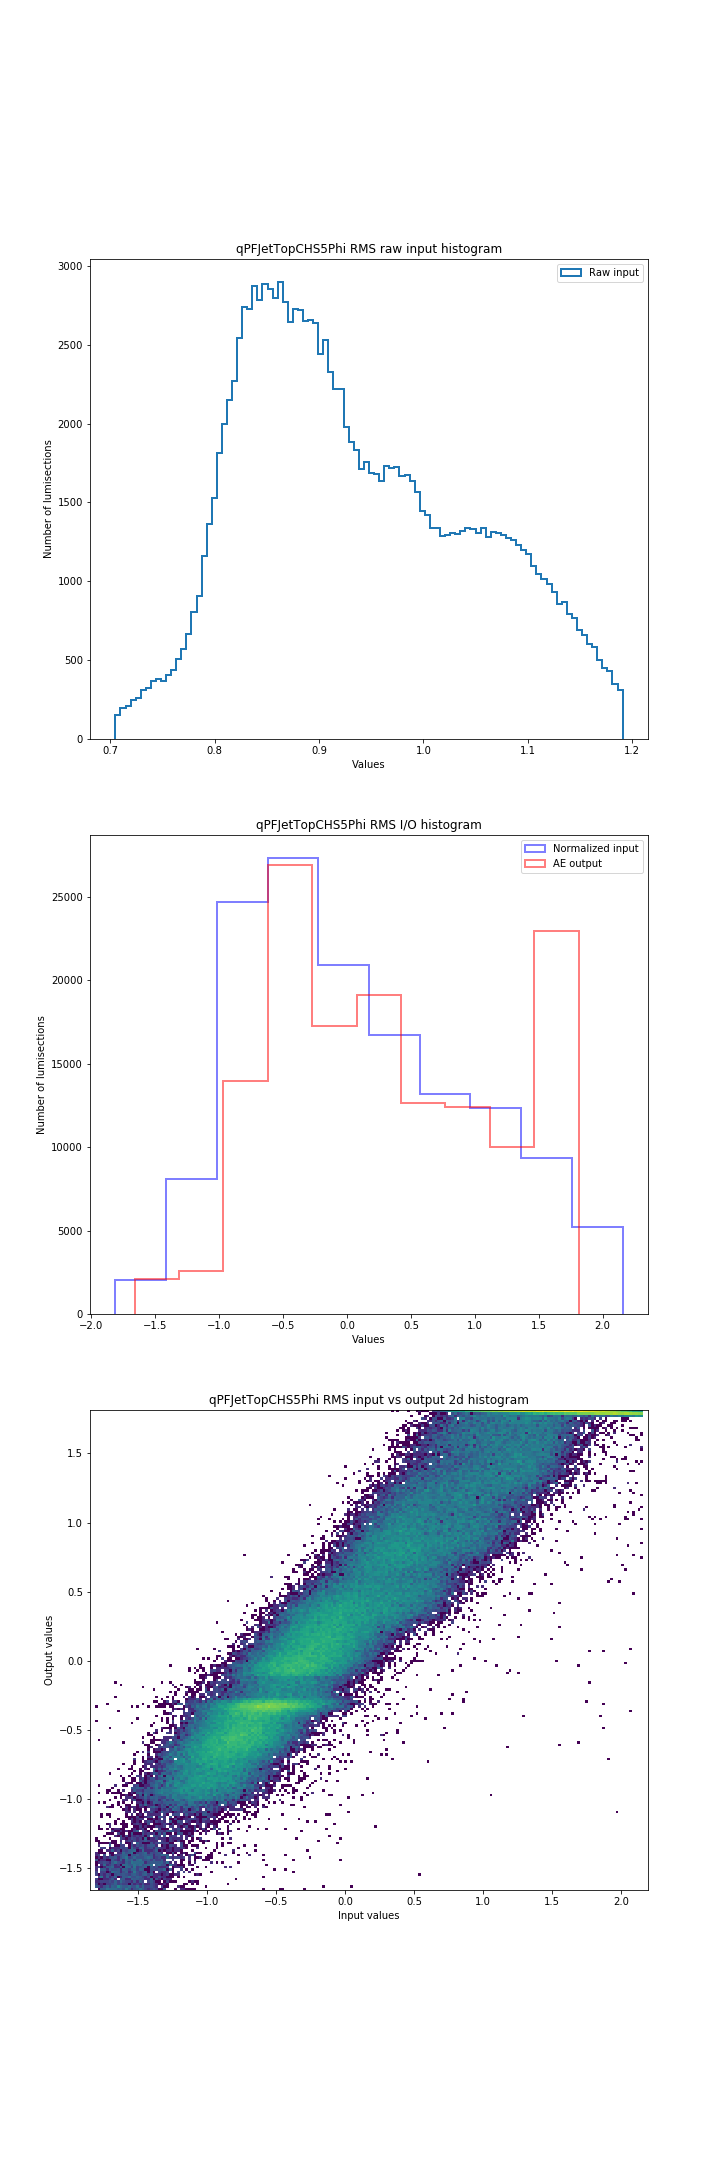 qPFJetTopCHS5Phi RMS raw input histogram
Raw input
3000
2500
2000
1500
1000
500
0
Number of lumisections
0.7 0.8 0.9 1.0 1.1 1.2
Values
qPFJetTopCHS5Phi RMS I/O histogram
Normalized input
AE output
25000
20000
15000
10000
5000
0
Number of lumisections
−2.0 −1.5 −1.0 −0.5 0.0 0.5 1.0 1.5 2.0
Values
qPFJetTopCHS5Phi RMS input vs output 2d histogram
1.5
1.0
0.5
0.0
−0.5
−1.0
−1.5
Output values
−1.5 −1.0 −0.5 0.0 0.5 1.0 1.5 2.0
Input values